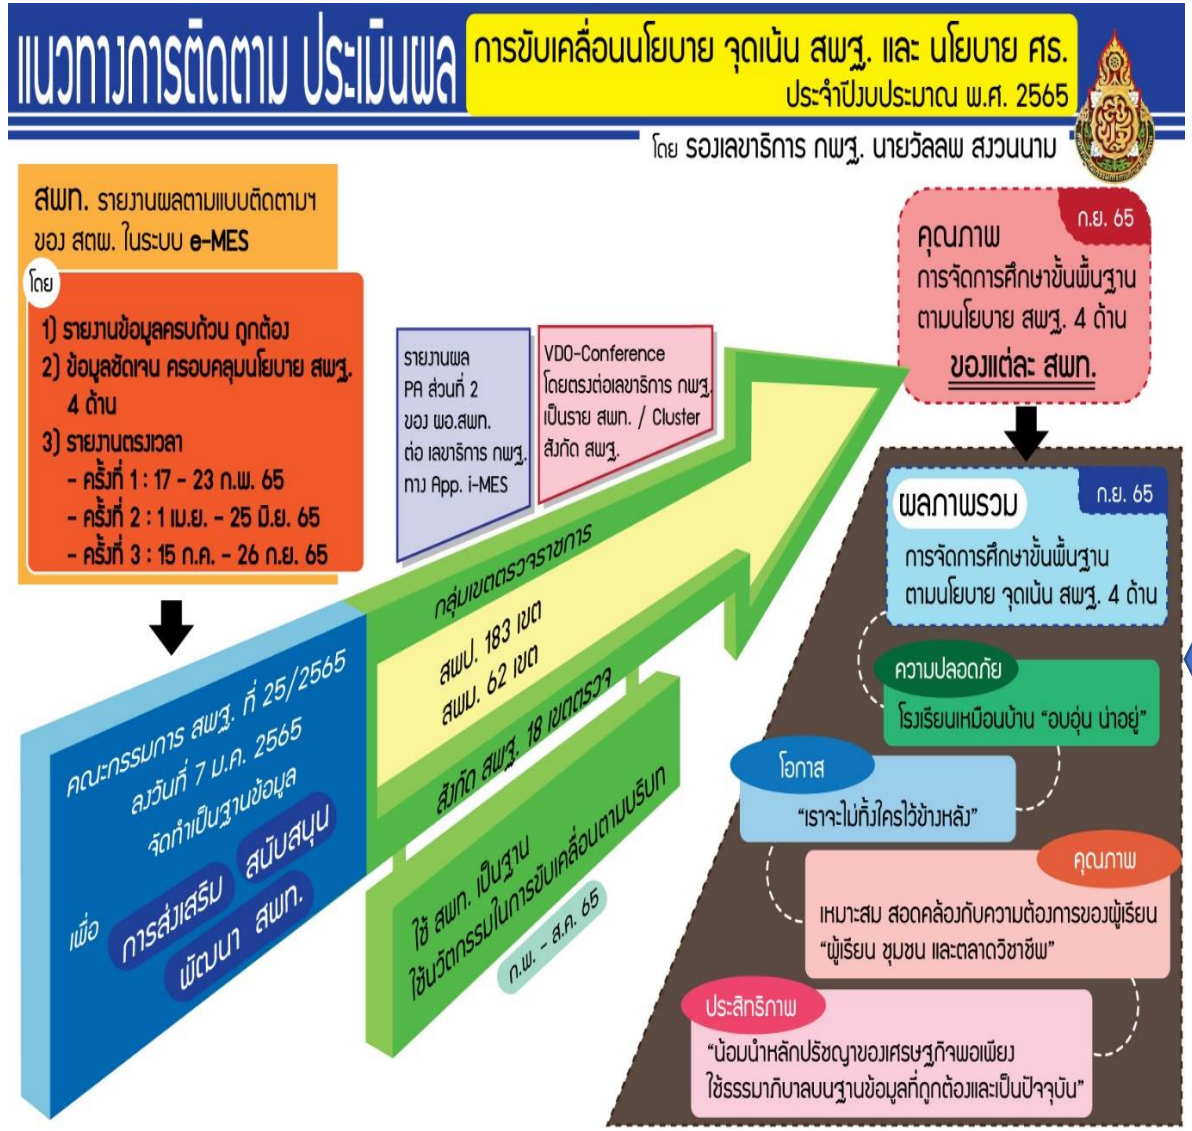 แนวทางการติดตาม ประเมินผล
การขับเคลื่อนนโยบาย จุดเน้น สพฐ. และ นโยบาย ศธ.
ประจำปีงบประมาณ พ.ศ. 2565
โดย รองเลขาธิการ กพฐ. นายวัลลพ สงวนนาม
สพท. รายงานผลตามแบบติดตามฯ
ของ สตผ. ในระบบ e-MES
โดย
1) รายงานข้อมูลครบถ้วน ถูกต้อง
2) ข้อมูลชัดเจน ครอบคลุมนโยบาย สพฐ.
4 ด้าน
3) รายงานตรงเวลา
- ครั้งที่ 1 : 17 - 23 ก.พ. 65
- ครั้งที่ 2 : 1 เม.ย. - 25 มิ.ย. 65
- ครั้งที่ 3 : 15 ก.ค. - 26 ก.ย. 65
คณะกรรมการ สพฐ. ที่ 25/2565
ลงวันที่ 7 ม.ค. 2565
จัดทำเป็นฐานข้อมูล
เพื่อ การส่งเสริม สนับสนุน
พัฒนา สพท.
รายงานผล
PA ส่วนที่ 2
ของ ผอ.สพท.
ต่อ เลขาธิการ กพฐ.
ทาง App. i-MES
VDO-Conference
โดยตรงต่อเลขาธิการ กพฐ.
เป็นราย สพท. / Cluster
สังกัด สพฐ.
กลุ่มเขตตรวจราชการ
สพป. 183 เขต
สพม. 62 เขต
สังกัด สพฐ. 18 เขตตรวจ
ใช้ สพท. เป็นฐาน
ใช้นวัตกรรมในการขับเคลื่อนตามบริบท
ก.พ. - ส.ค. 65
ก.ย. 65
คุณภาพ
การจัดการศึกษาขั้นพื้นฐาน
ตามนโยบาย สพฐ. 4 ด้าน
ของแต่ละ สพท.
ก.ย. 65
ผลภาพรวม
การจัดการศึกษาขั้นพื้นฐาน
ตามนโยบาย จุดเน้น สพฐ. 4 ด้าน
ความปลอดภัย
โรงเรียนเหมือนบ้าน “อบอุ่น น่าอยู่”
โอกาส
“เราจะไม่ทิ้งใครไว้ข้างหลัง”
คุณภาพ
เหมาะสม สอดคล้องกับความต้องการของผู้เรียน
“ผู้เรียน ชุมชน และตลาดวิชาชีพ”
ประสิทธิภาพ
“น้อมนำหลักปรัชญาของเศรษฐกิจพอเพียง
ใช้ธรรมาภิบาลบนฐานข้อมูลที่ถูกต้องและเป็นปัจจุบัน”